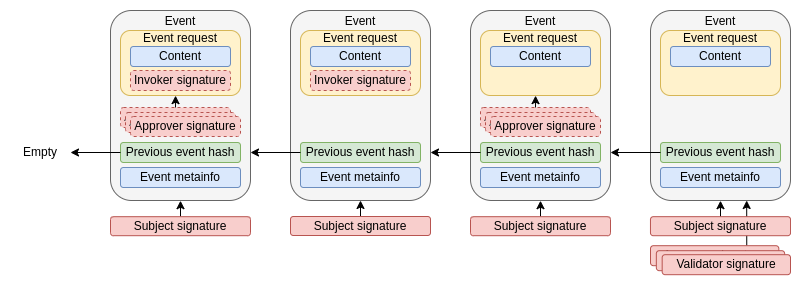 Event
Event request
Content
Invoker signature
Approver signature
Previous event hash
Event metainfo
Subject signature
Event
Event request
Content
Invoker signature
Previous event hash
Event metainfo
Subject signature
Event
Event request
Content
Approver signature
Previous event hash
Event metainfo
Subject signature
Event
Event request
Content
Previous event hash
Event metainfo
Subject signature
Validator signature
Empty